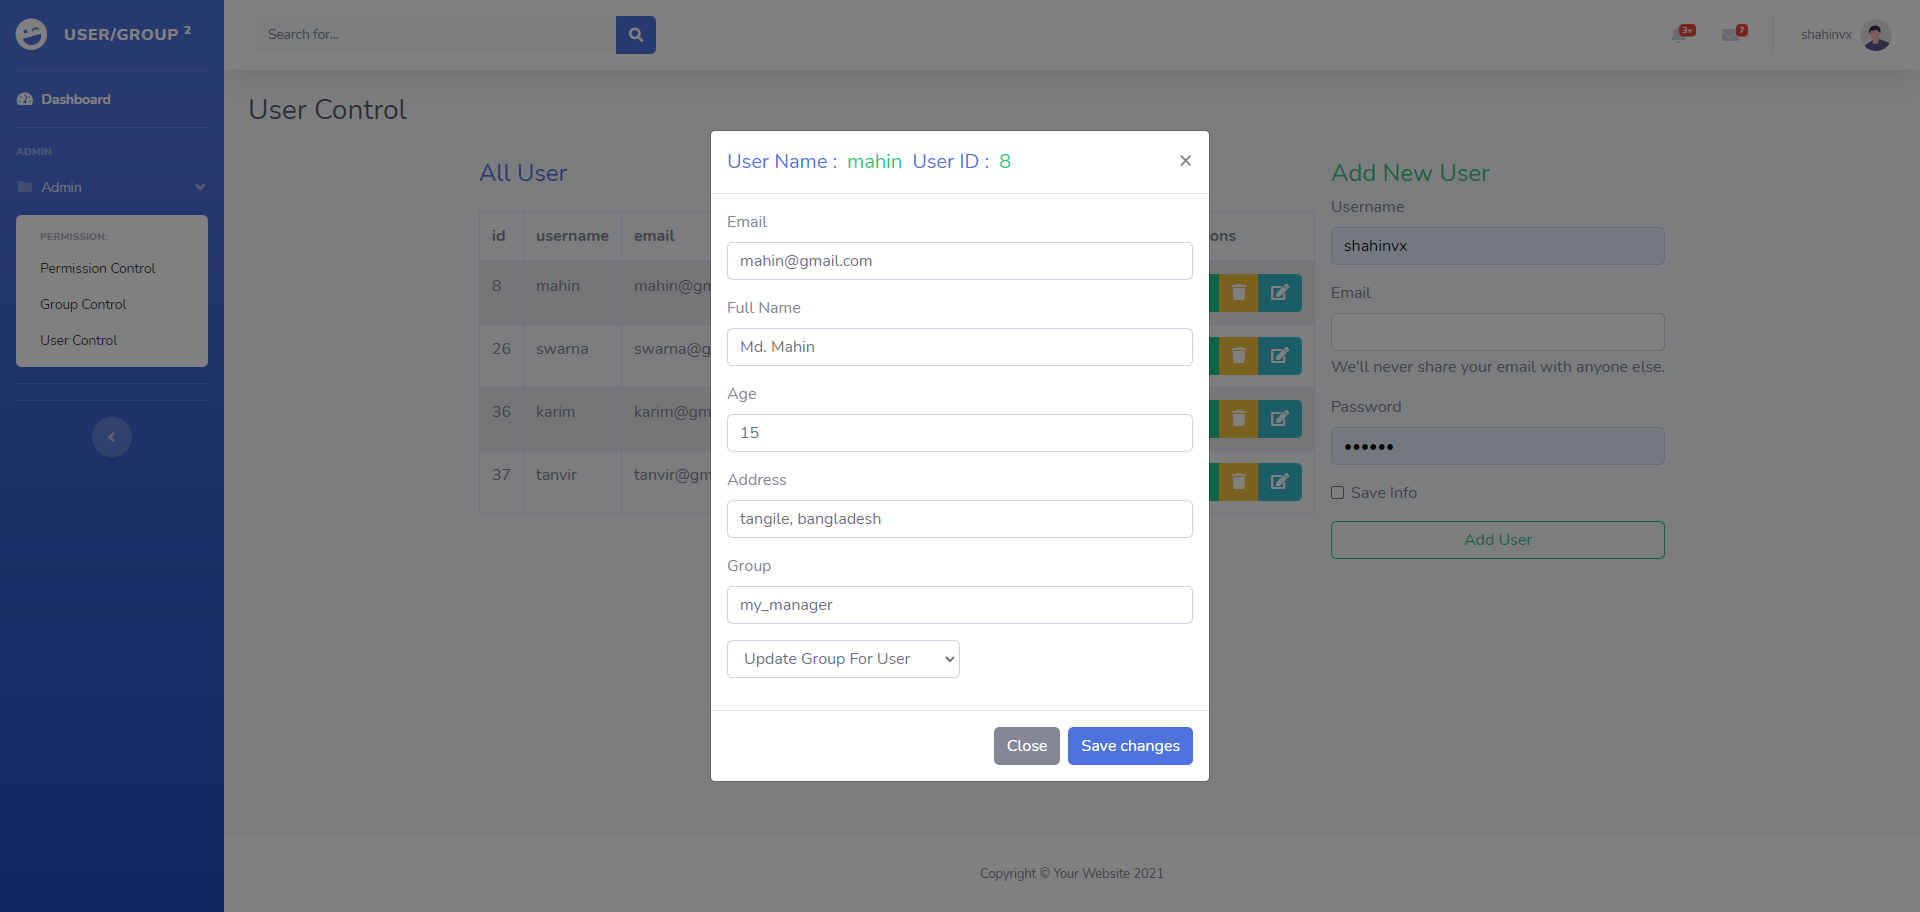 USER/GROUP 2
Search for...
3+
7
shahinvx
Dashboard
ADMIN
Admin
PERMISSION:
Permission Control
Group Control
User Control
User Control
All User
id username email ons
8 mahin mahin@gm
26 swarna swarna@g
36 karim karim@gm
37 tanvir tanvir@gm
User Name : mahin User ID : 8
×
Email
mahin@gmail.com
Full Name
Md. Mahin
Age
15
Address
tangile, bangladesh
Group
my_manager
Update Group For User
Close Save changes
Add New User
Username
shahinvx
Email
We'll never share your email with anyone else.
Password
••••••
Save Info
Add User
Copyright © Your Website 2021